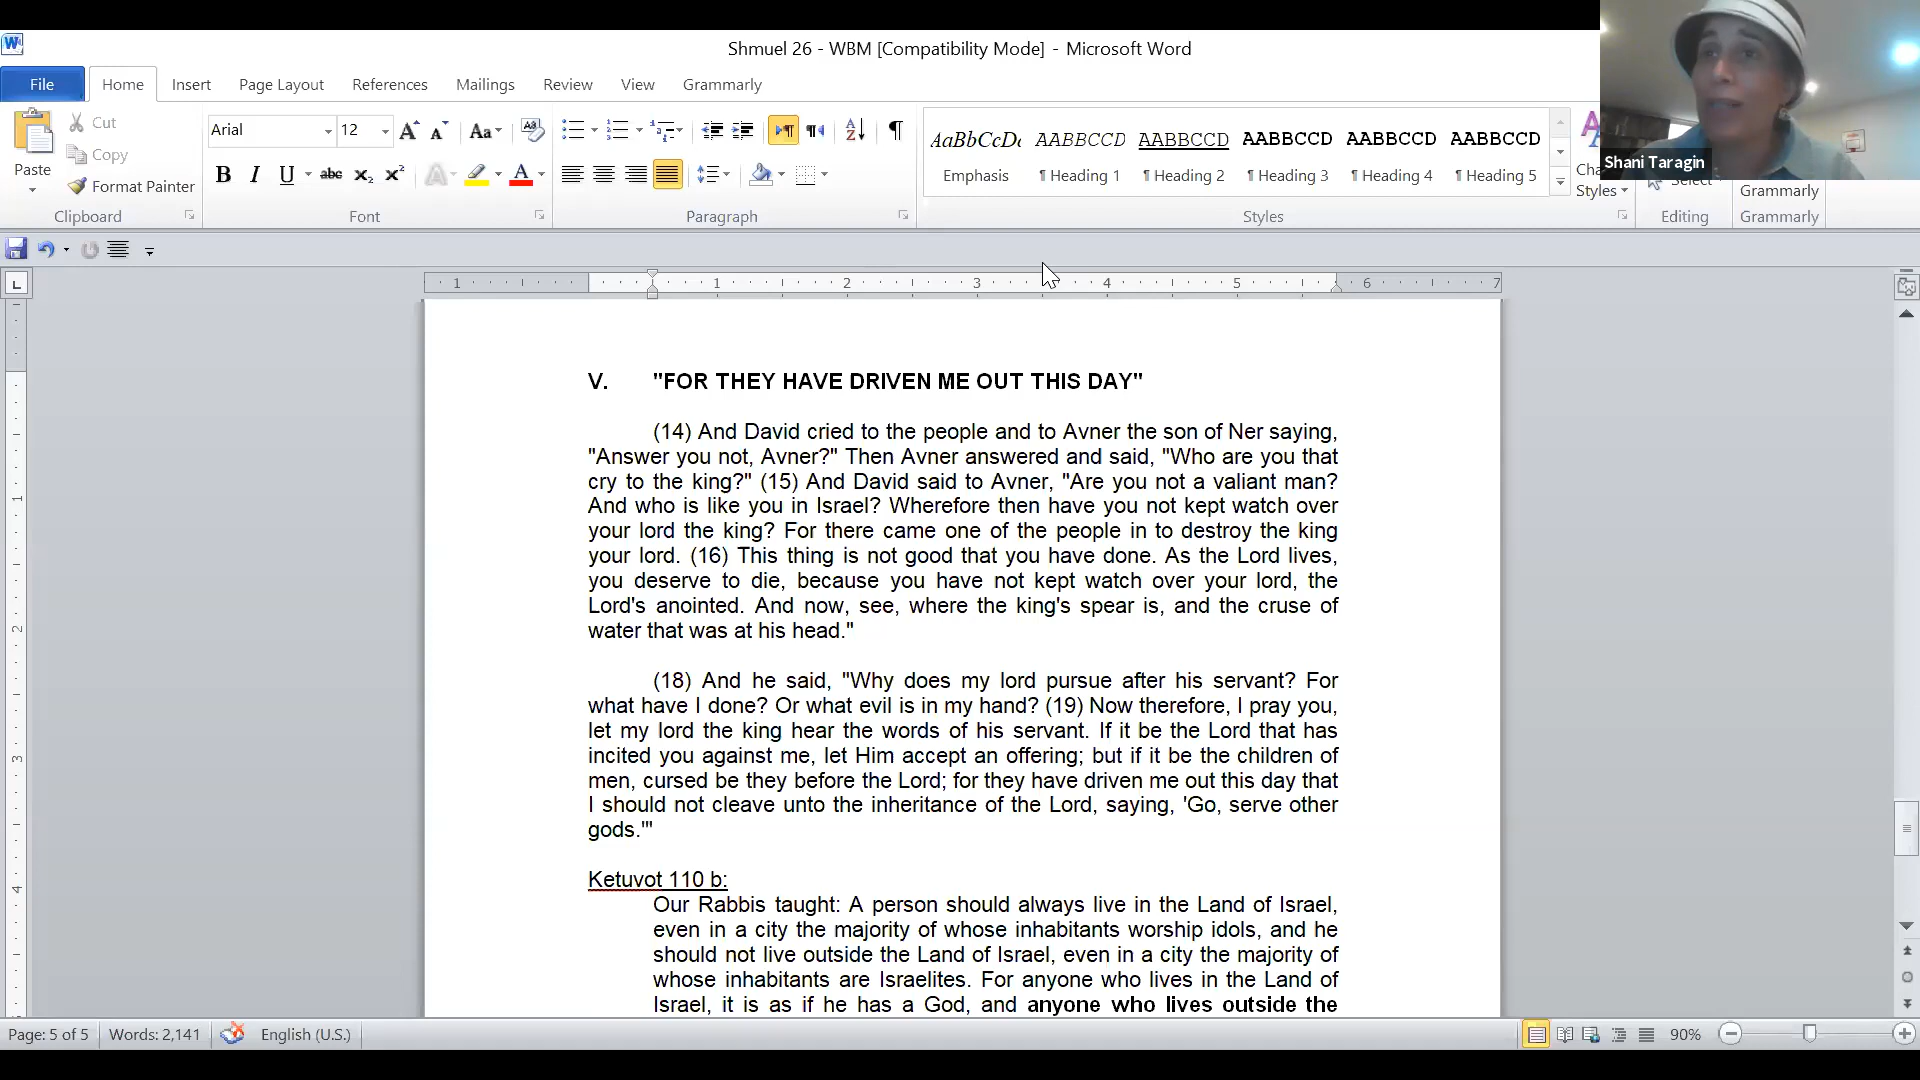 Shmuel 26 - WBM [Compatibility Mode] - Microsoft Word
File Home Insert Page Layout References Mailings Review View Grammarly
Cut
Copy
Format Painter
Paste
Clipboard
Arial 12
Font
Paragraph
AaBbCcDc AABBCCD AABBCCD AABBCCD AABBCCD AABBCCD
Emphasis ¶ Heading 1 ¶ Heading 2 ¶ Heading 3 ¶ Heading 4 ¶ Heading 5
Styles
Styles
Shani Taragin
Select
Editing
Grammarly
Grammarly
V. "FOR THEY HAVE DRIVEN ME OUT THIS DAY"
(14) And David cried to the people and to Avner the son of Ner saying,
"Answer you not, Avner?" Then Avner answered and said, "Who are you that
cry to the king?" (15) And David said to Avner, "Are you not a valiant man?
And who is like you in Israel? Wherefore then have you not kept watch over
your lord the king? For there came one of the people in to destroy the king
your lord. (16) This thing is not good that you have done. As the Lord lives,
you deserve to die, because you have not kept watch over your lord, the
Lord's anointed. And now, see, where the king's spear is, and the cruse of
water that was at his head."
(18) And he said, "Why does my lord pursue after his servant? For
what have I done? Or what evil is in my hand? (19) Now therefore, I pray you,
let my lord the king hear the words of his servant. If it be the Lord that has
incited you against me, let Him accept an offering; but if it be the children of
men, cursed be they before the Lord; for they have driven me out this day that
I should not cleave unto the inheritance of the Lord, saying, 'Go, serve other
gods.'"
Ketuvot 110 b:
Our Rabbis taught: A person should always live in the Land of Israel,
even in a city the majority of whose inhabitants worship idols, and he
should not live outside the Land of Israel, even in a city the majority of
whose inhabitants are Israelites. For anyone who lives in the Land of
Israel, it is as if he has a God, and anyone who lives outside the
Page: 5 of 5 Words: 2,141 English (U.S.) 90%